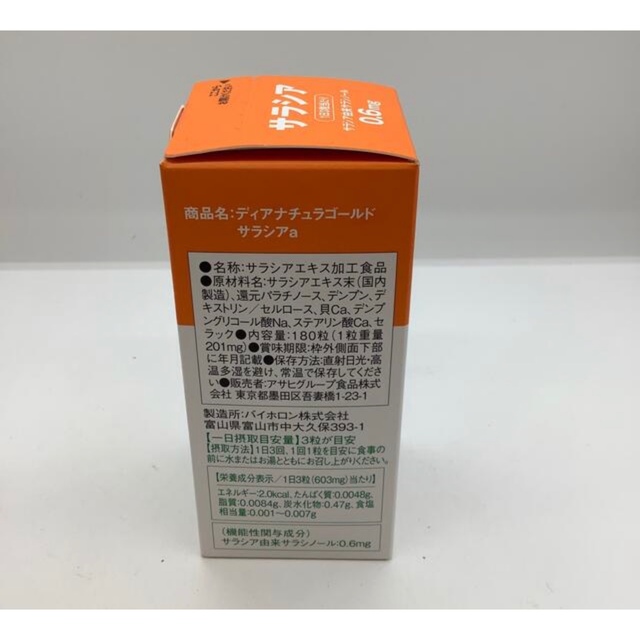 サラシア
サラシア由来サラシノール
0.6mg
商品名:ディアナチュラゴールド
サラシアa
●名称:サラシアエキス加工食品
●原材料名:サラシアエキス末(国内
製造)、還元パラチノース、デンプン、デ
キストリン/セルロース、貝Ca、デンプ
ングリコール酸Na、ステアリン酸Ca、セ
ラック●内容量:180粒(1粒重量
201mg)●賞味期限:枠外側面下部
に年月記載●保存方法:直射日光・高
温多湿を避け、常温で保存してくださ
い●販売者:アサヒグループ食品株式
会社 東京都墨田区吾妻橋1-23-1
製造所:バイホロン株式会社
富山県富山市中大久保393-1
【一日摂取目安量】3粒が目安
【摂取方法】1日3回、1回1粒を目安に食事の
前に水またはお湯とともにお召し上がりください。
【栄養成分表示/1日3粒(603mg)当たり】
エネルギー:2.0kcal、たんぱく質:0.0048g、
脂質:0.0084g、炭水化物:0.47g、食塩
相当量:0.001~0.007g
(機能性関与成分)
サラシア由来サラシノール:0.6mg